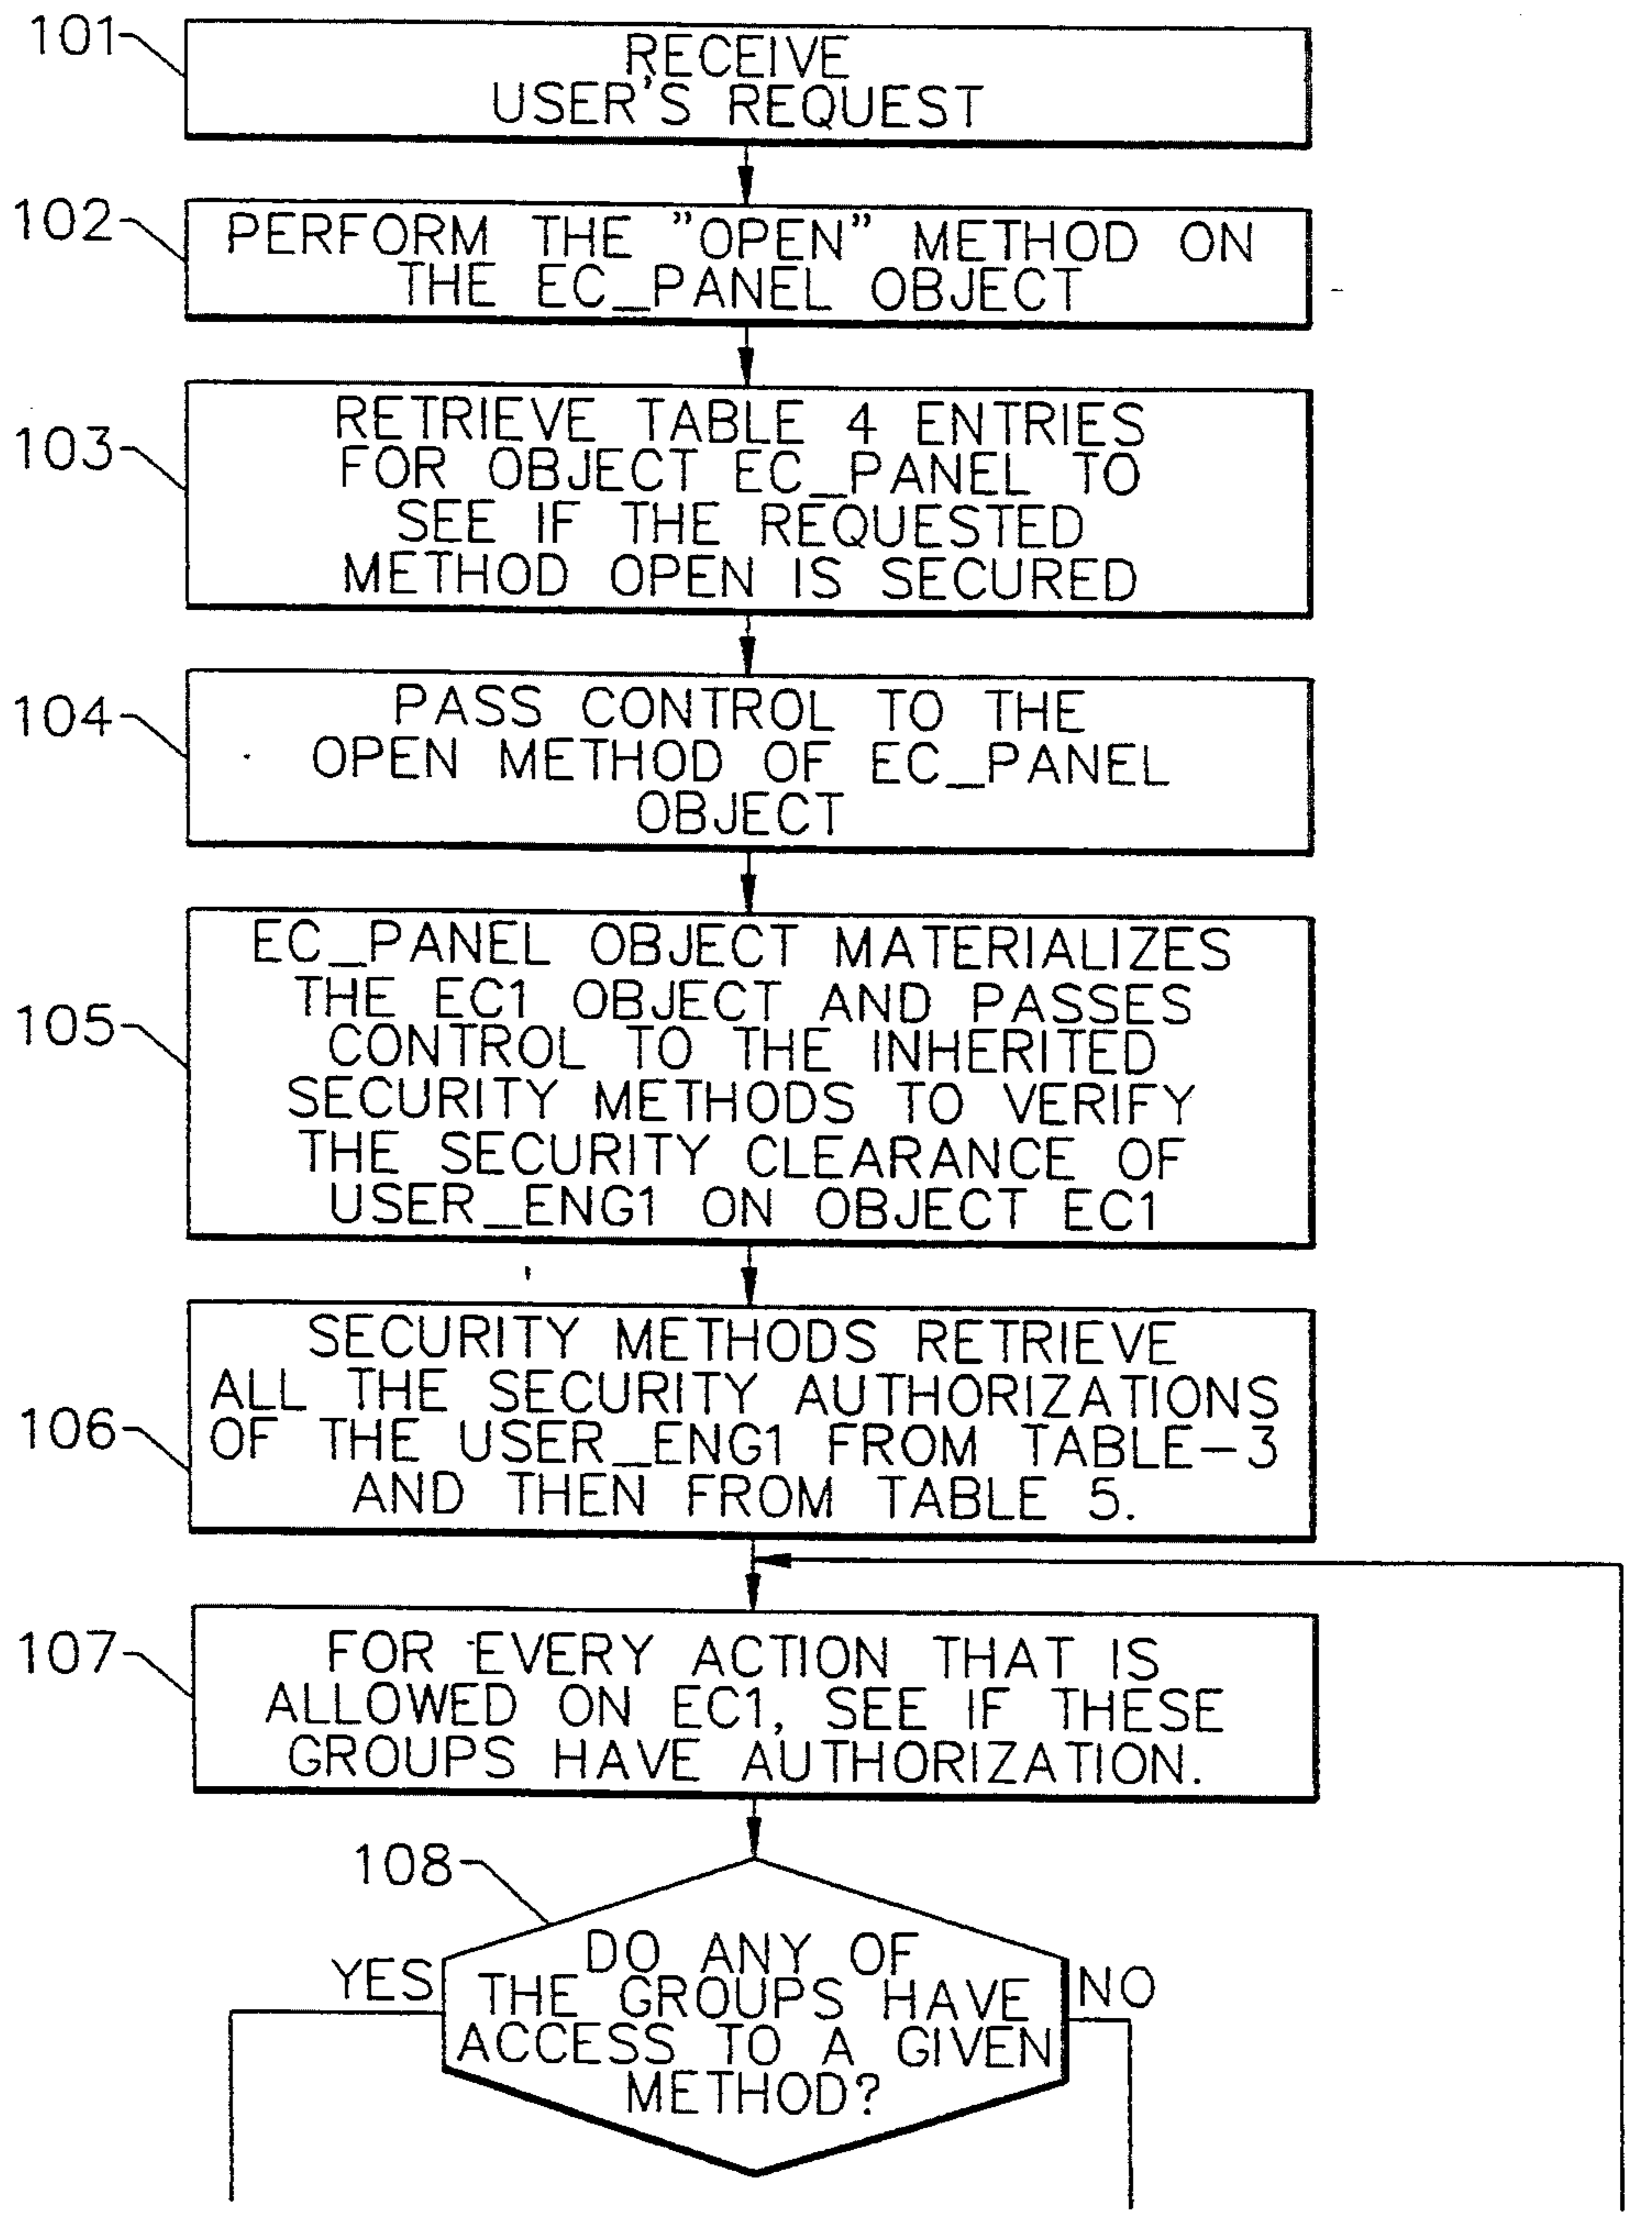 101
RECEIVE
USER'S REQUEST
102
PERFORM THE "OPEN" METHOD ON
THE EC_PANEL OBJECT
103
RETRIEVE TABLE 4 ENTRIES
FOR OBJECT EC_PANEL TO
SEE IF THE REQUESTED
METHOD OPEN IS SECURED
104
PASS CONTROL TO THE
OPEN METHOD OF EC_PANEL
OBJECT
105
EC_PANEL OBJECT MATERIALIZES
THE EC1 OBJECT AND PASSES
CONTROL TO THE INHERITED
SECURITY METHODS TO VERIFY
THE SECURITY CLEARANCE OF
USER_ENG1 ON OBJECT EC1
106
SECURITY METHODS RETRIEVE
ALL THE SECURITY AUTHORIZATIONS
OF THE USER_ENG1 FROM TABLE-3
AND THEN FROM TABLE 5.
107
FOR EVERY ACTION THAT IS
ALLOWED ON EC1, SEE IF THESE
GROUPS HAVE AUTHORIZATION.
108
DO ANY OF
THE GROUPS HAVE
ACCESS TO A GIVEN
METHOD?
YES
NO